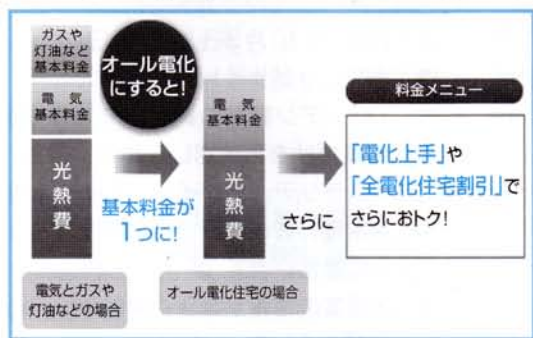 ガスや
灯油など
基本料金
電気
基本料金
光熱費
電気とガスや
灯油などの場合
オール電化
にすると!
基本料金が
1つに!
電気
基本料金
光熱費
オール電化住宅の場合
さらに
料金メニュー
「電化上手」や
「全電化住宅割引」で
さらにおトク!